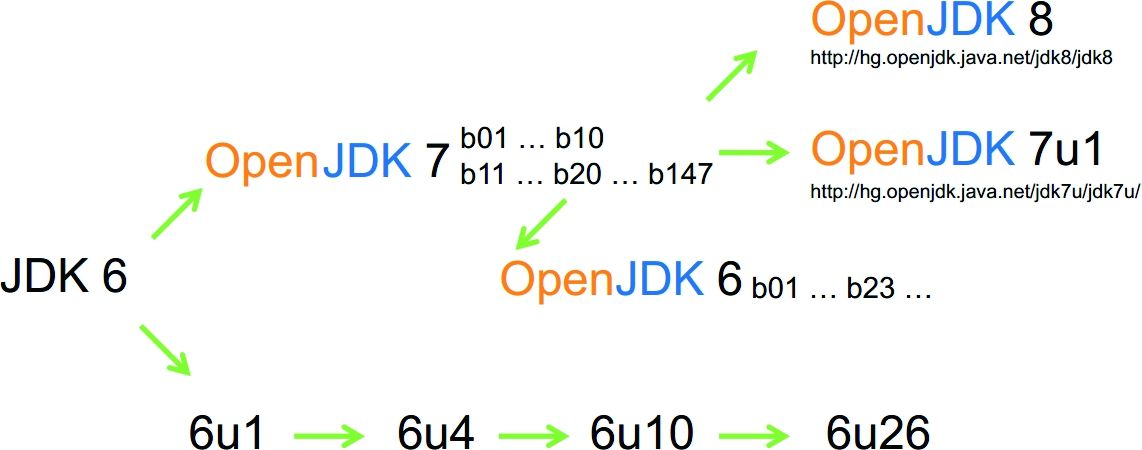 OpenJDK 8
http://hg.openjdk.java.net/jdk8/jdk8
OpenJDK 7 b01 ... b10
b11 ... b20 ... b147
OpenJDK 7u1
http://hg.openjdk.java.net/jdk7u/jdk7u/
JDK 6
OpenJDK 6 b01 ... b23 ...
6u1 6u4 6u10 6u26